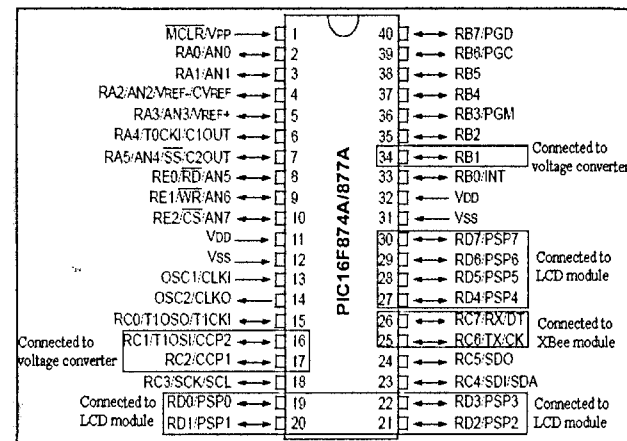 MCLR/VPP 1
RA0/AN0 2
RA1/AN1 3
RA2/AN2/VREF-/CVREF 4
RA3/AN3/VREF+ 5
RA4/T0CKI/C1OUT 6
RA5/AN4/SS/C2OUT 7
RE0/RD/AN5 8
RE1/WR/AN6 9
RE2/CS/AN7 10
VDD 11
VSS 12
OSC1/CLKI 13
OSC2/CLKO 14
RC0/T1OSO/T1CKI 15
RC1/T1OSI/CCP2 16
RC2/CCP1 17
RC3/SCK/SCL 18
RD0/PSP0 19
RD1/PSP1 20
Connected to
voltage converter
Connected to
LCD module
PIC16F874A/877A
40 RB7/PGD
39 RB6/PGC
38 RB5
37 RB4
36 RB3/PGM
35 RB2
34 RB1
33 RB0/INT
32 VDD
31 VSS
30 RD7/PSP7
29 RD6/PSP6
28 RD5/PSP5
27 RD4/PSP4
26 RC7/RX/DT
25 RC6/TX/CK
24 RC5/SDO
23 RC4/SDI/SDA
22 RD3/PSP3
21 RD2/PSP2
Connected to
voltage converter
Connected to
LCD module
Connected to
XBee module
Connected to
LCD module